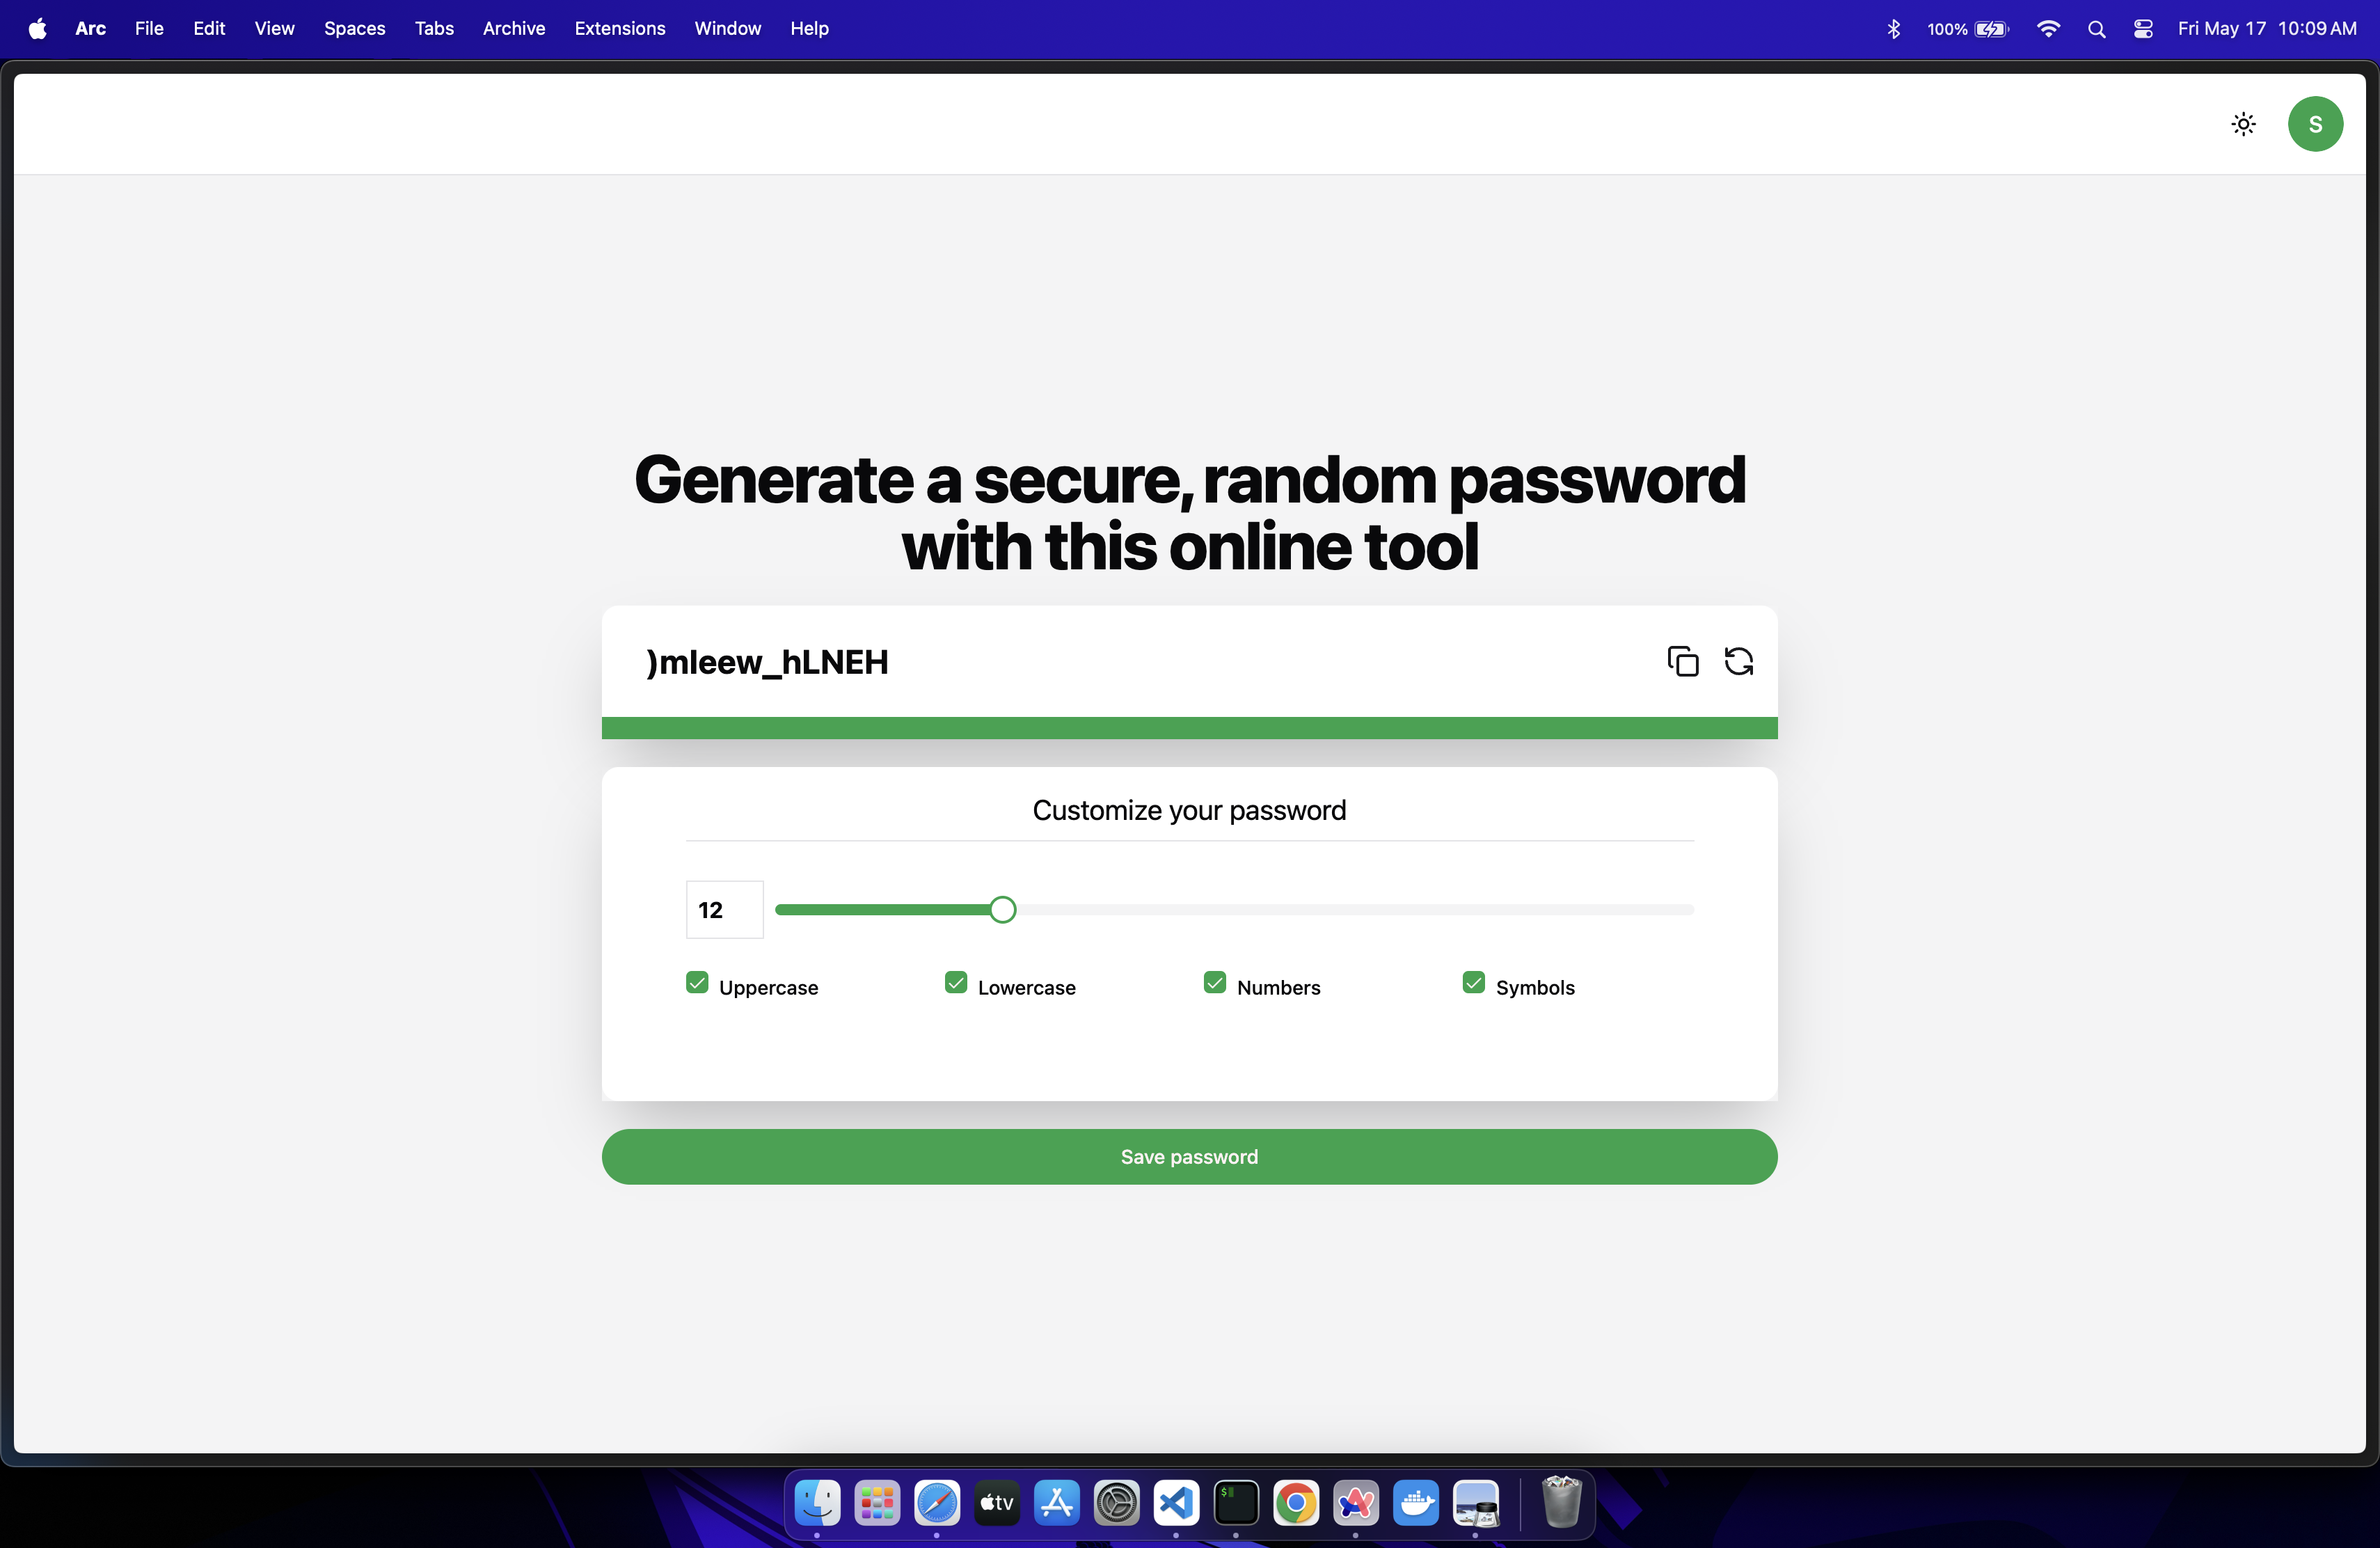 Arc File Edit View Spaces Tabs Archive Extensions Window Help 100% Fri May 17 10:09 AM
S
Generate a secure, random password
with this online tool
)mleew_hLNEH
Customize your password
12
Uppercase Lowercase Numbers Symbols
Save password
tv